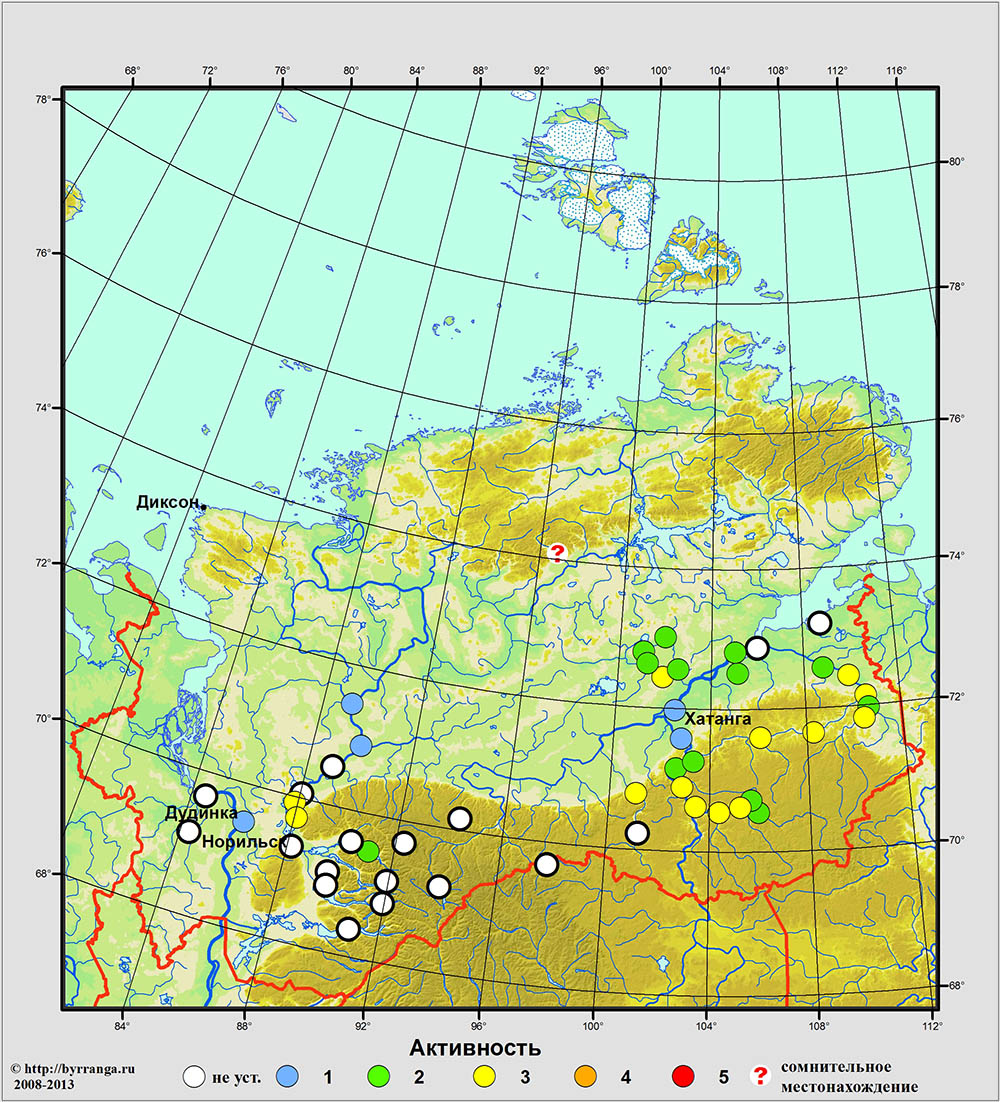 68° 72° 76° 80° 84° 88° 92° 96° 100° 104° 108° 112° 116°
78°
80°
76°
78°
74°
76°
Диксон
72°
74°
72°
70°
Хатанга
Дудинка
Норильск
70°
68°
68°
84° 88° 92° 96° 100° 104° 108° 112°
?
Активность
© http://byrranga.ru
2008-2013
не уст. 1 2 3 4 5 ? сомнительное
местонахождение